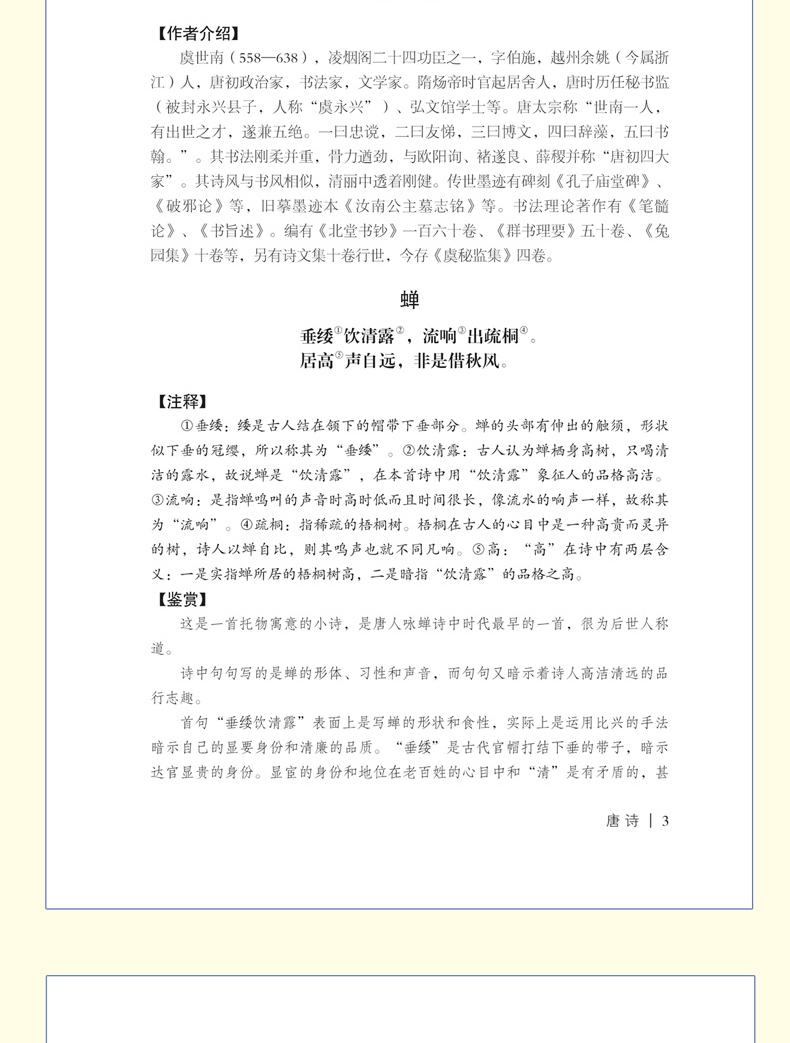 【作者介绍】
虞世南（558—638），凌烟阁二十四功臣之一，字伯施，越州余姚（今属浙
江）人，唐初政治家，书法家，文学家。隋炀帝时官起居舍人，唐时历任秘书监
（被封永兴县子，人称“虞永兴”）、弘文馆学士等。唐太宗称“世南一人，
有出世之才，遂兼五绝。一曰忠谠，二曰友悌，三曰博文，四曰辞藻，五曰书
翰。”。其书法刚柔并重，骨力遒劲，与欧阳询、褚遂良、薛稷并称“唐初四大
家”。其诗风与书风相似，清丽中透着刚健。传世墨迹有碑刻《孔子庙堂碑》、
《破邪论》等，旧摹墨迹本《汝南公主墓志铭》等。书法理论著作有《笔髓
论》、《书旨述》。编有《北堂书钞》一百六十卷、《群书理要》五十卷、《兔
园集》十卷等，另有诗文集十卷行世，今存《虞秘监集》四卷。
蝉
垂緌①饮清露②，流响③出疏桐④。
居高⑤声自远，非是借秋风。
【注释】
①垂緌：緌是古人结在颌下的帽带下垂部分。蝉的头部有伸出的触须，形状
似下垂的冠缨，所以称其为“垂緌”。②饮清露：古人认为蝉栖身高树，只喝清
洁的露水，故说蝉是“饮清露”，在本首诗中用“饮清露”象征人的品格高洁。
③流响：是指蝉鸣叫的声音时高时低而且时间很长，像流水的响声一样，故称其
为“流响”。④疏桐：指稀疏的梧桐树。梧桐在古人的心目中是一种高贵而灵异
的树，诗人以蝉自比，则其鸣声也就不同凡响。⑤高：“高”在诗中有两层含
义：一是实指蝉所居的梧桐树高，二是暗指“饮清露”的品格之高。
【鉴赏】
这是一首托物寓意的小诗，是唐人咏蝉诗中时代最早的一首，很为后世人称
道。
诗中句句写的是蝉的形体、习性和声音，而句句又暗示着诗人高洁清远的品
行志趣。
首句“垂緌饮清露”表面上是写蝉的形状和食性，实际上是运用比兴的手法
暗示自己的显要身份和清廉的品质。“垂緌”是古代官帽打结下垂的带子，暗示
达官显贵的身份。显宦的身份和地位在老百姓的心目中和“清”是有矛盾的，甚
唐诗 | 3